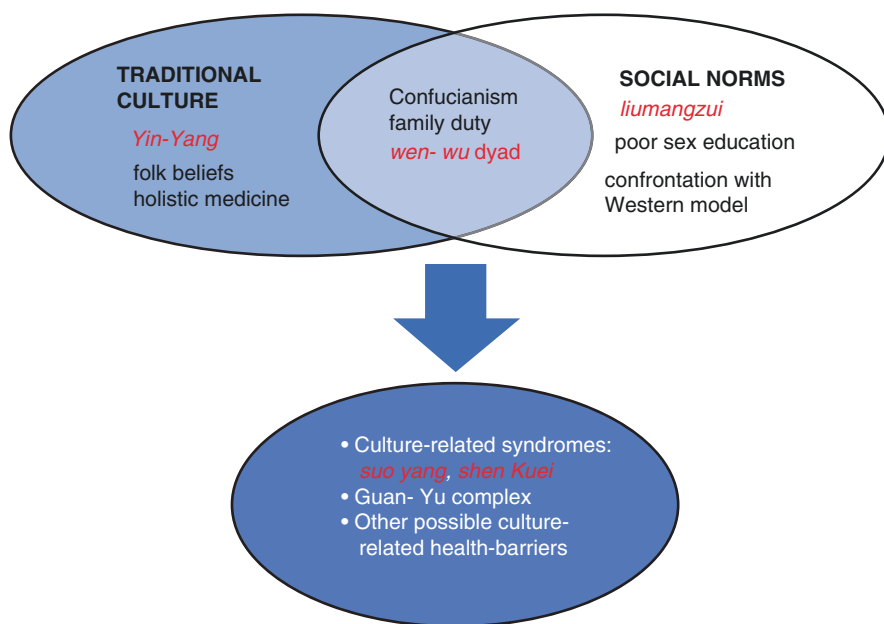 TRADITIONAL
CULTURE
Yin-Yang
folk beliefs
holistic medicine
Confucianism
family duty
wen- wu dyad
SOCIAL NORMS
liumangzui
poor sex education
confrontation with
Western model
• Culture-related syndromes:
suo yang, shen Kuei
• Guan- Yu complex
• Other possible culture-
related health-barriers